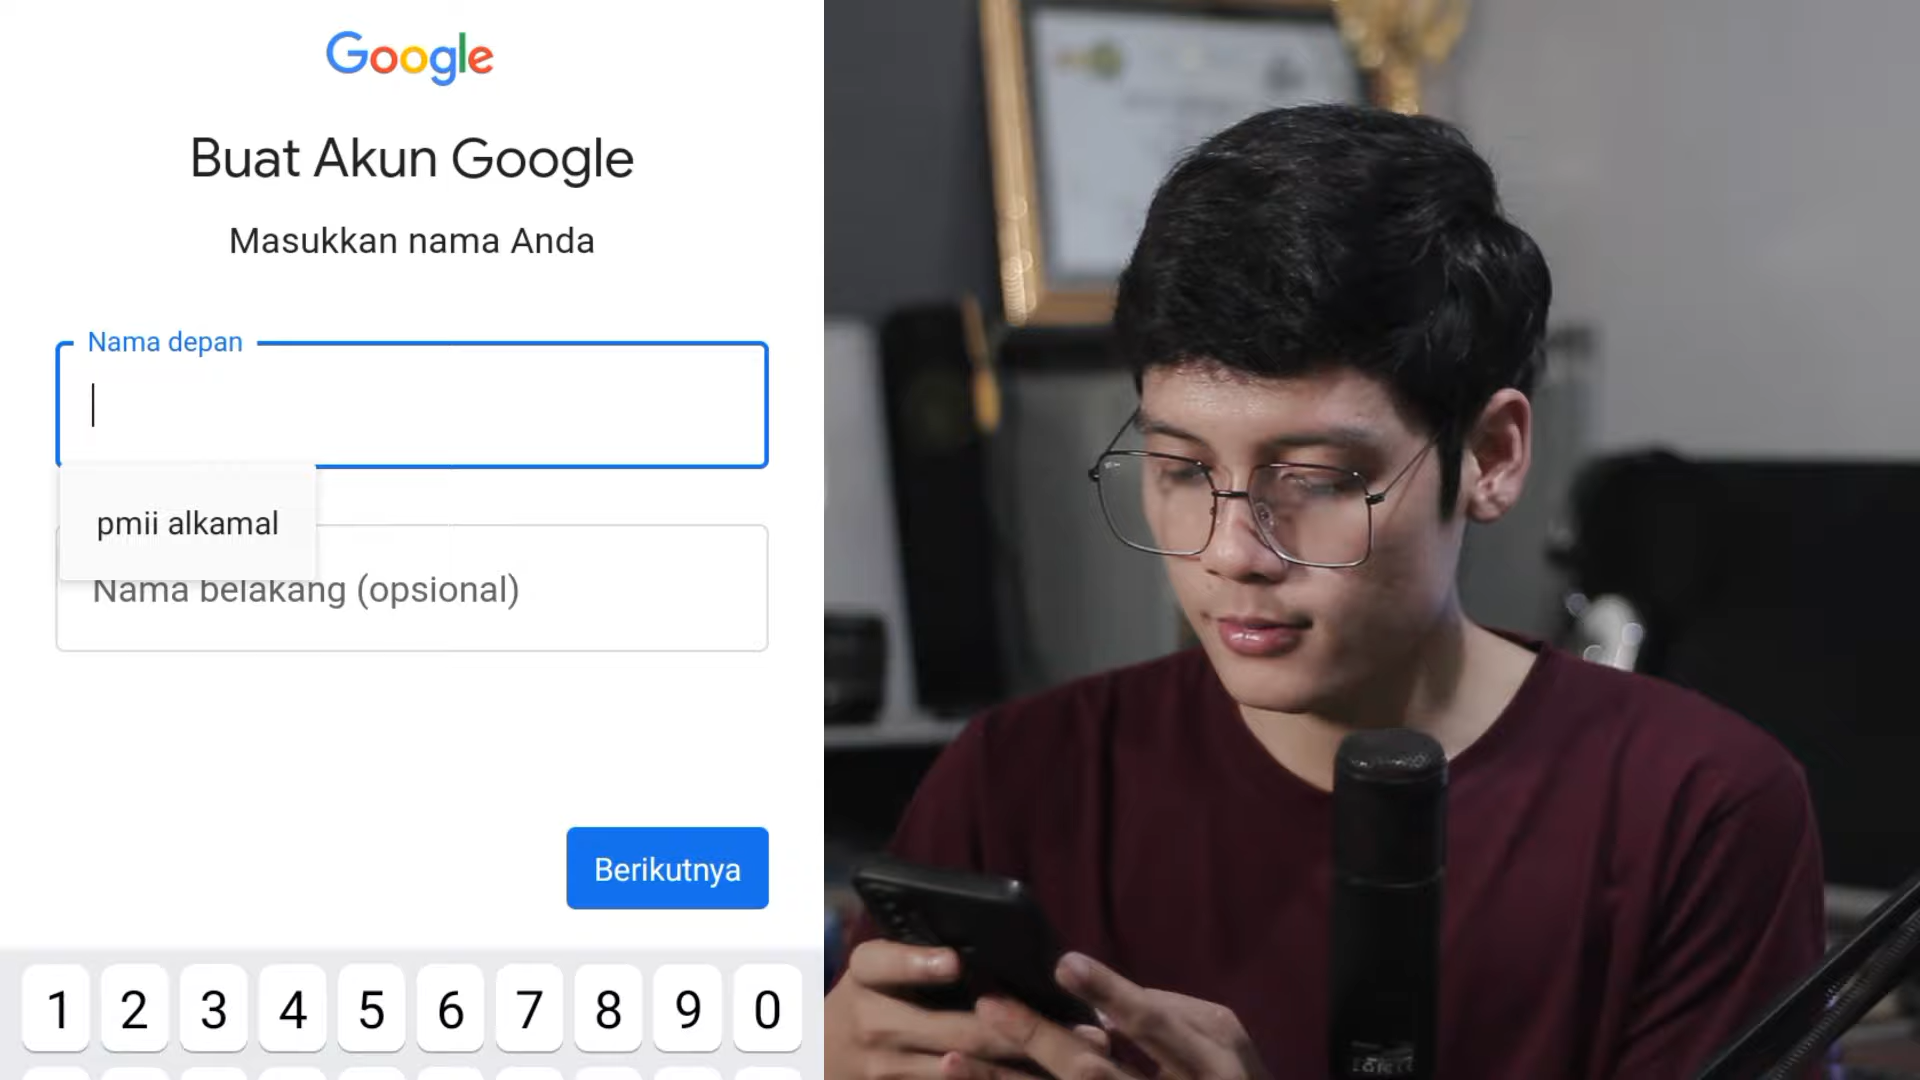 Google
Buat Akun Google
Masukkan nama Anda
Nama depan
pmii alkamal
Nama belakang (opsional)
Berikutnya
1 2 3 4 5 6 7 8 9 0